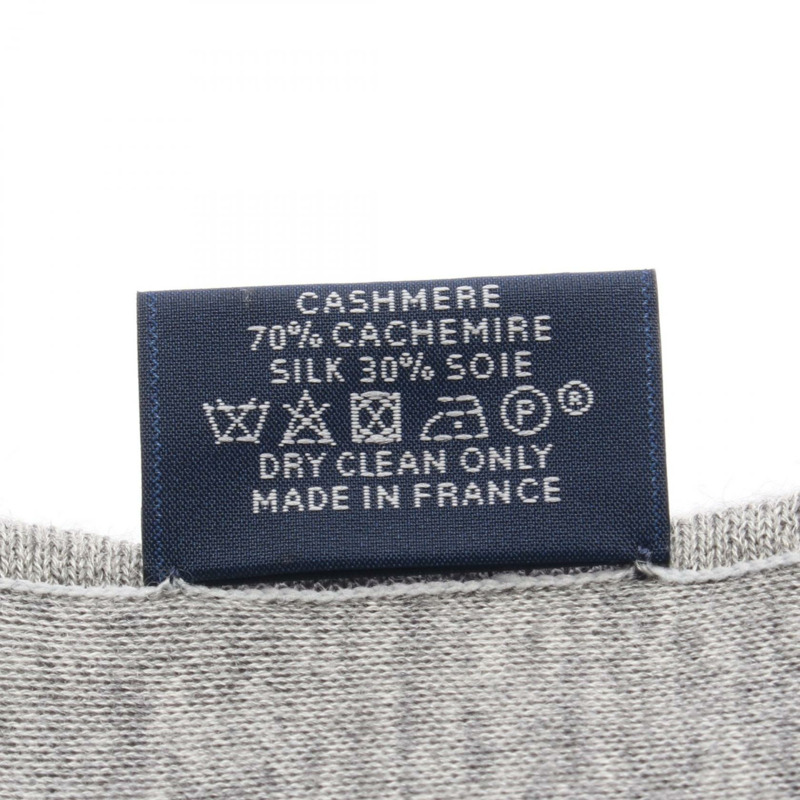 CASHMERE
70% CACHEMIRE
SILK 30% SOIE
P ®
DRY CLEAN ONLY
MADE IN FRANCE